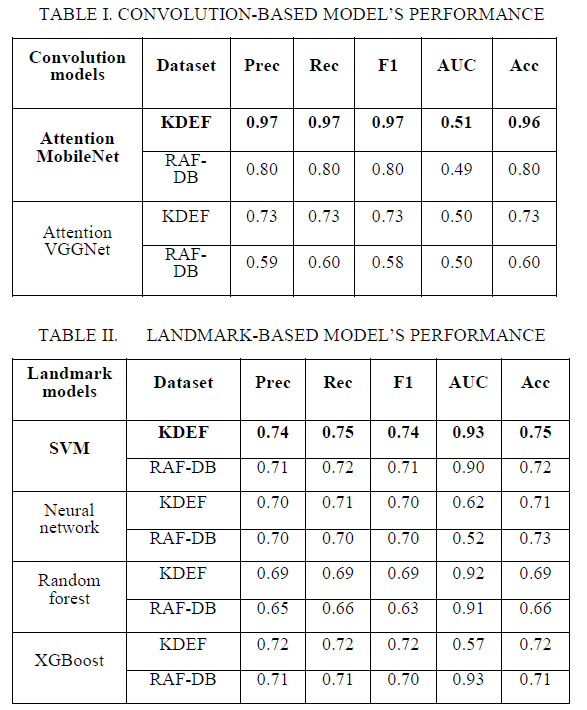 TABLE I. CONVOLUTION-BASED MODEL'S PERFORMANCE
Convolution models Dataset Prec Rec F1 AUC Acc
Attention MobileNet KDEF 0.97 0.97 0.97 0.51 0.96
RAF-DB 0.80 0.80 0.80 0.49 0.80
Attention VGGNet KDEF 0.73 0.73 0.73 0.50 0.73
RAF-DB 0.59 0.60 0.58 0.50 0.60
TABLE II. LANDMARK-BASED MODEL'S PERFORMANCE
Landmark models Dataset Prec Rec F1 AUC Acc
SVM KDEF 0.74 0.75 0.74 0.93 0.75
RAF-DB 0.71 0.72 0.71 0.90 0.72
Neural network KDEF 0.70 0.71 0.70 0.62 0.71
RAF-DB 0.70 0.70 0.70 0.52 0.73
Random forest KDEF 0.69 0.69 0.69 0.92 0.69
RAF-DB 0.65 0.66 0.63 0.91 0.66
XGBoost KDEF 0.72 0.72 0.72 0.57 0.72
RAF-DB 0.71 0.71 0.70 0.93 0.71